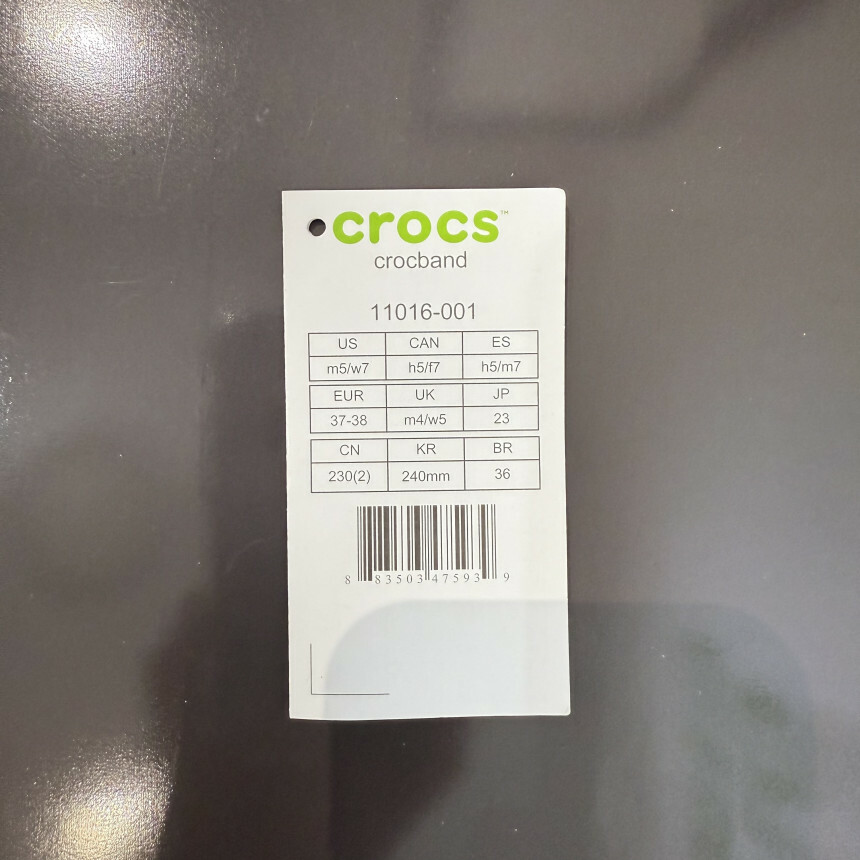 crocs™
crocband
11016-001
US CAN ES
m5/w7 h5/f7 h5/m7
EUR UK JP
37-38 m4/w5 23
CN KR BR
230(2) 240mm 36
8 83503 47593 9